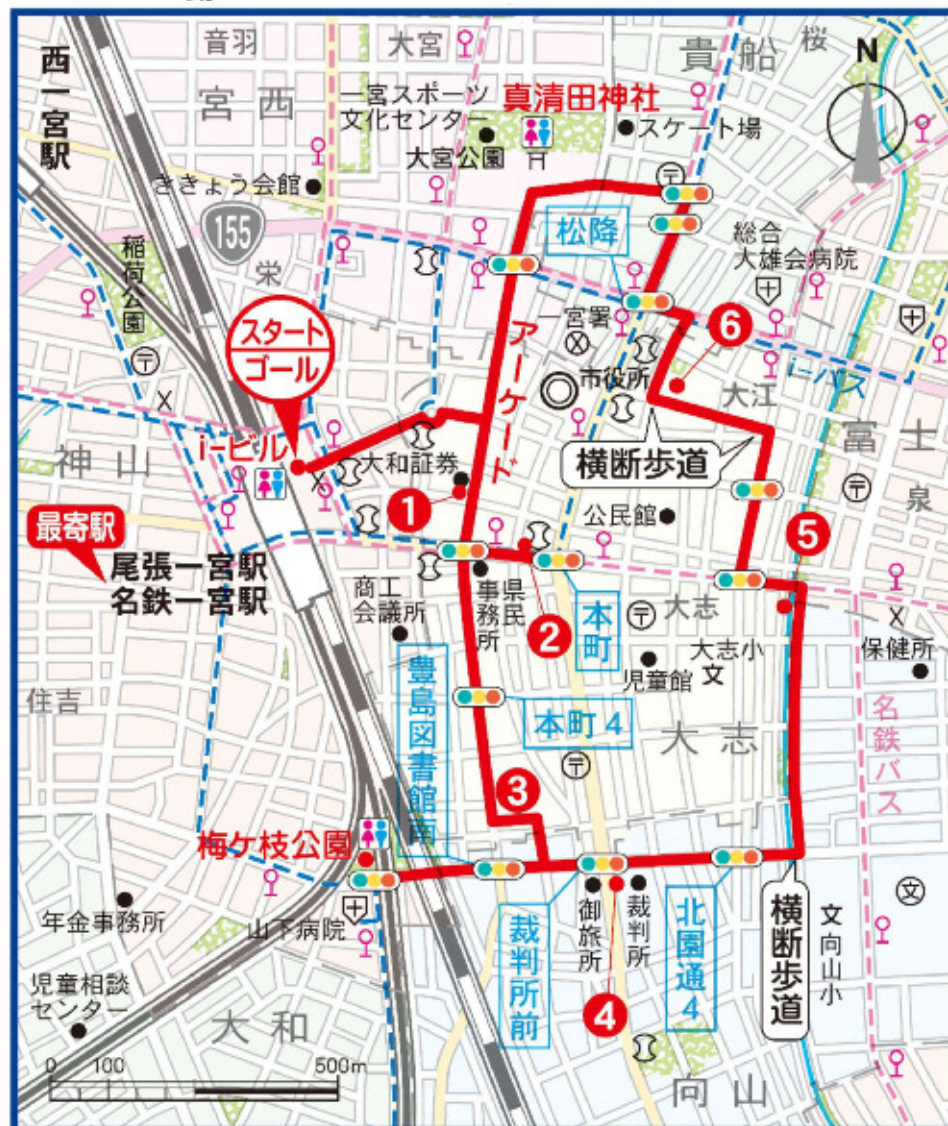 西一宮駅
音羽
宮西
大宮
一宮スポーツ
文化センター
大宮公園
真清田神社
貴船
桜
スケート場
N
ききょう会館
155
稲荷公園
栄
松降
総合
大雄会病院
スタート
ゴール
i-ビル
アーケード
一宮署
市役所
6
大江
i-バス
富士
泉
横断歩道
神山
大和証券
1
公民館
5
最寄駅
尾張一宮駅
名鉄一宮駅
商工
会議所
県民
事務所
2
本町
大志
大志小
文
児童館
保健所
住吉
豊島図書館南
本町4
大志
名鉄バス
3
梅ケ枝公園
年金事務所
山下病院
裁判所前
御旅所
裁判所
北園通4
横断歩道
文向山小
文
4
児童相談
センター
大和
向山
0
100
500m